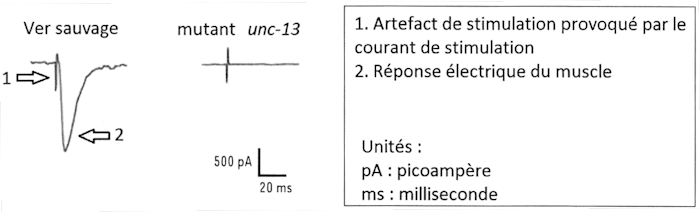 Ver sauvage
mutant unc-13
1
2
500 pA
20 ms
1. Artefact de stimulation provoqué par le
courant de stimulation
2. Réponse électrique du muscle
Unités :
pA : picoampère
ms : milliseconde